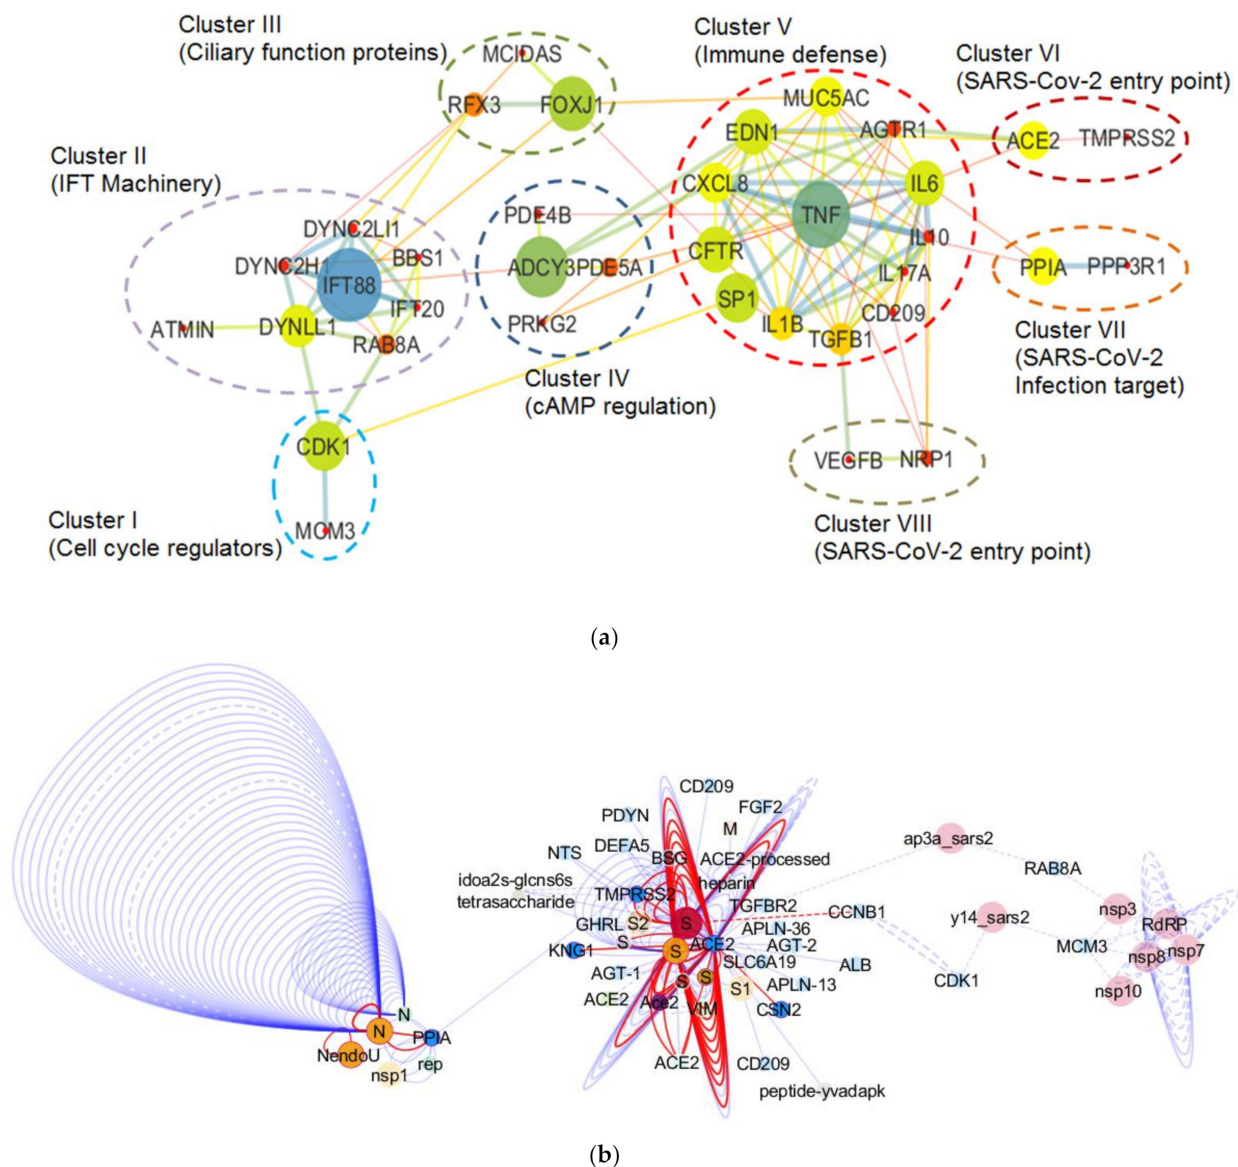 (a)
Cluster III
(Ciliary function proteins)
MCIDAS
RFX3
FOXJ1
Cluster V
(Immune defense)
MUC5AC
EDN1
AGTR1
CXCL8
IL6
TNF
CFTR
IL10
IL17A
SP1
CD209
IL1B
TGFB1
Cluster VI
(SARS-Cov-2 entry point)
ACE2
TMPRSS2
Cluster II
(IFT Machinery)
DYNC2LI1
DYNC2H1
BBS1
IFT88
IFT20
ATMIN
DYNLL1
RAB8A
PDE4B
ADCY3
PDE5A
PRKG2
Cluster IV
(cAMP regulation)
PPIA
PPP3R1
Cluster VII
(SARS-CoV-2
Infection target)
CDK1
MCM3
Cluster I
(Cell cycle regulators)
VEGFB
NRP1
Cluster VIII
(SARS-CoV-2 entry point)
CD209
PDYN
FGF2
M
DEFA5
NTS
BSG
ACE2-processed
idoa2s-glcns6s
tetrasaccharide
TMPRSS2
heparin
TGFBR2
GHRL
S2
S
APLN-36
CCNB1
S
KNG1
S
ACE2
AGT-2
SLC6A19
ALB
AGT-1
S
S
S1
APLN-13
ACE2
Ace2
VIM
CSN2
ACE2
CD209
peptide-yvadapk
ap3a_sars2
RAB8A
y14_sars2
nsp3
RdRP
MCM3
nsp8
nsp7
CDK1
nsp10
N
N
PPIA
NendoU
rep
nsp1
(b)